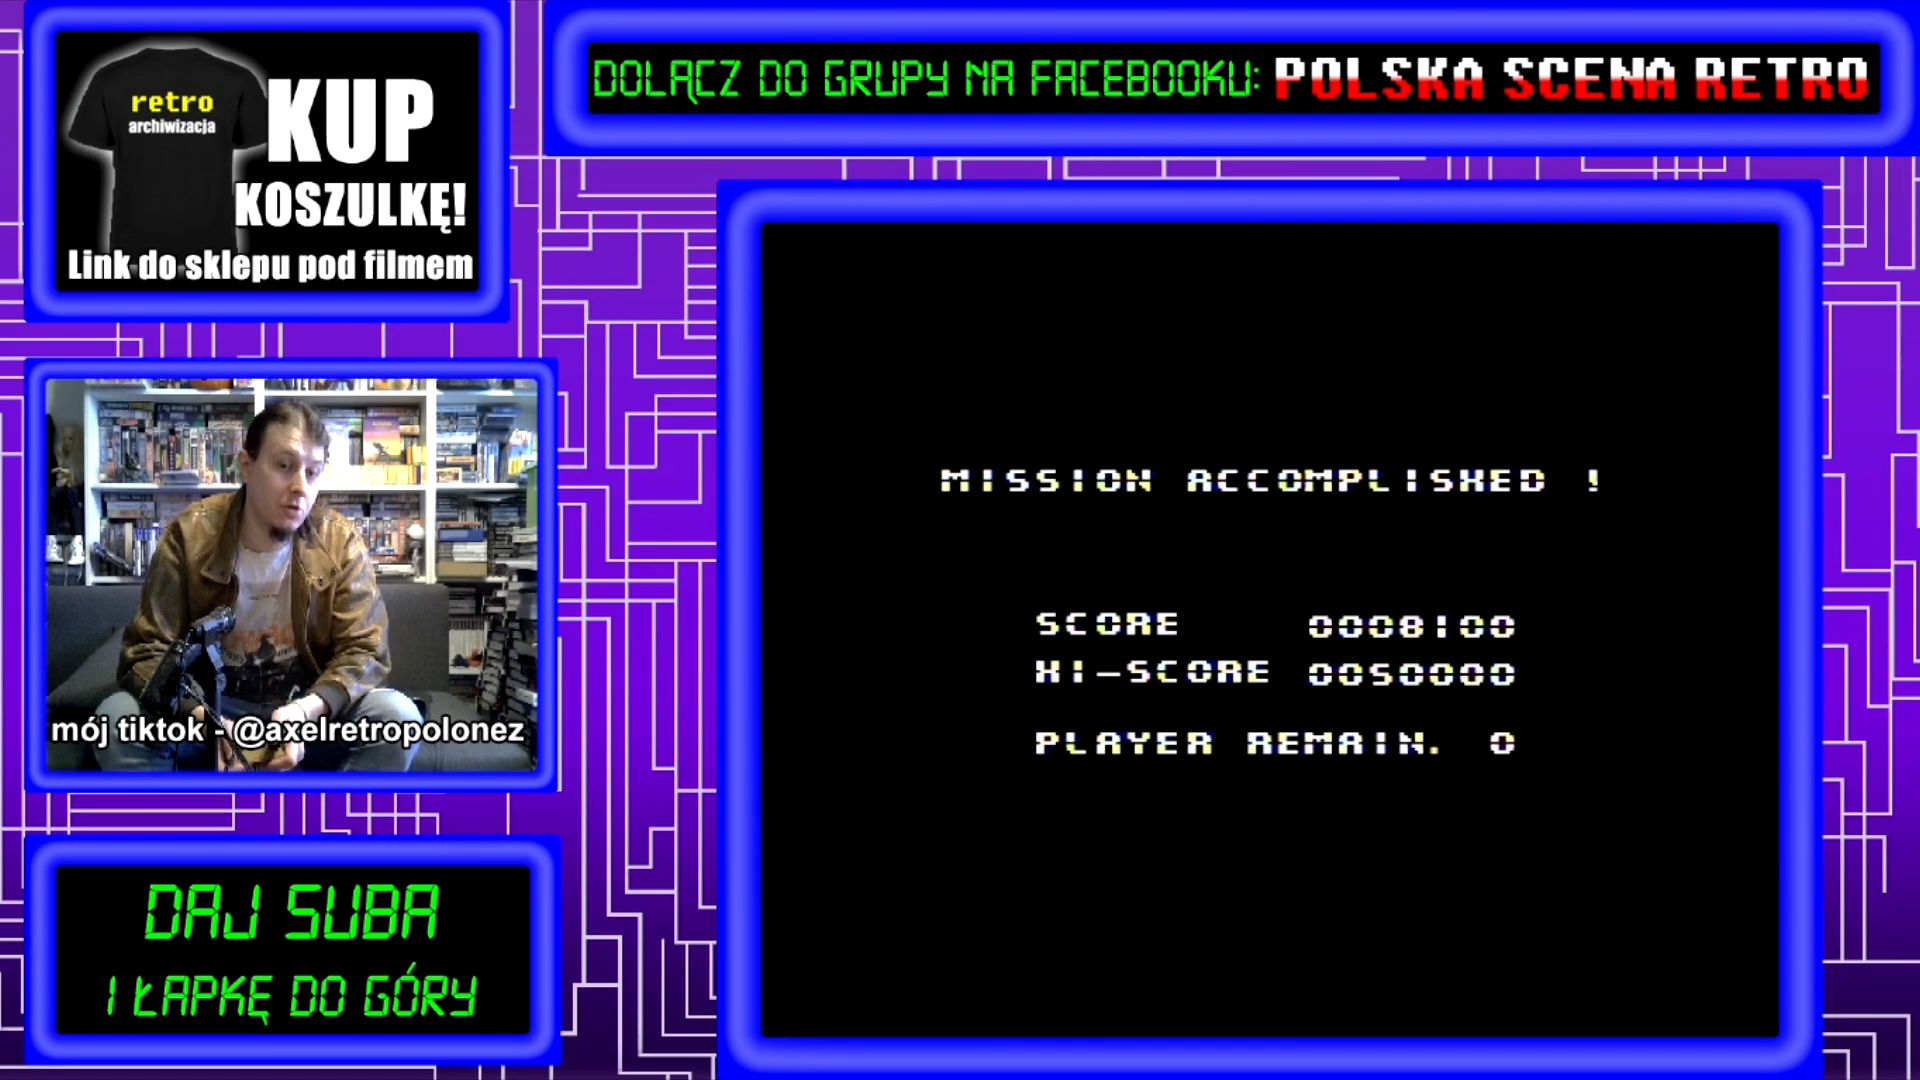 retro
archiwizacja
KUP
KOSZULKĘ!
Link do sklepu pod filmem
DOŁĄCZ DO GRUPY NA FACEBOOKU: POLSKA SCENA RETRO
MISSION ACCOMPLISHED !
SCORE 0008100
HI-SCORE 0050000
PLAYER REMAIN. 0
mój tiktok - @axelretropolonez
DAJ SUBA
I ŁAPKĘ DO GÓRY